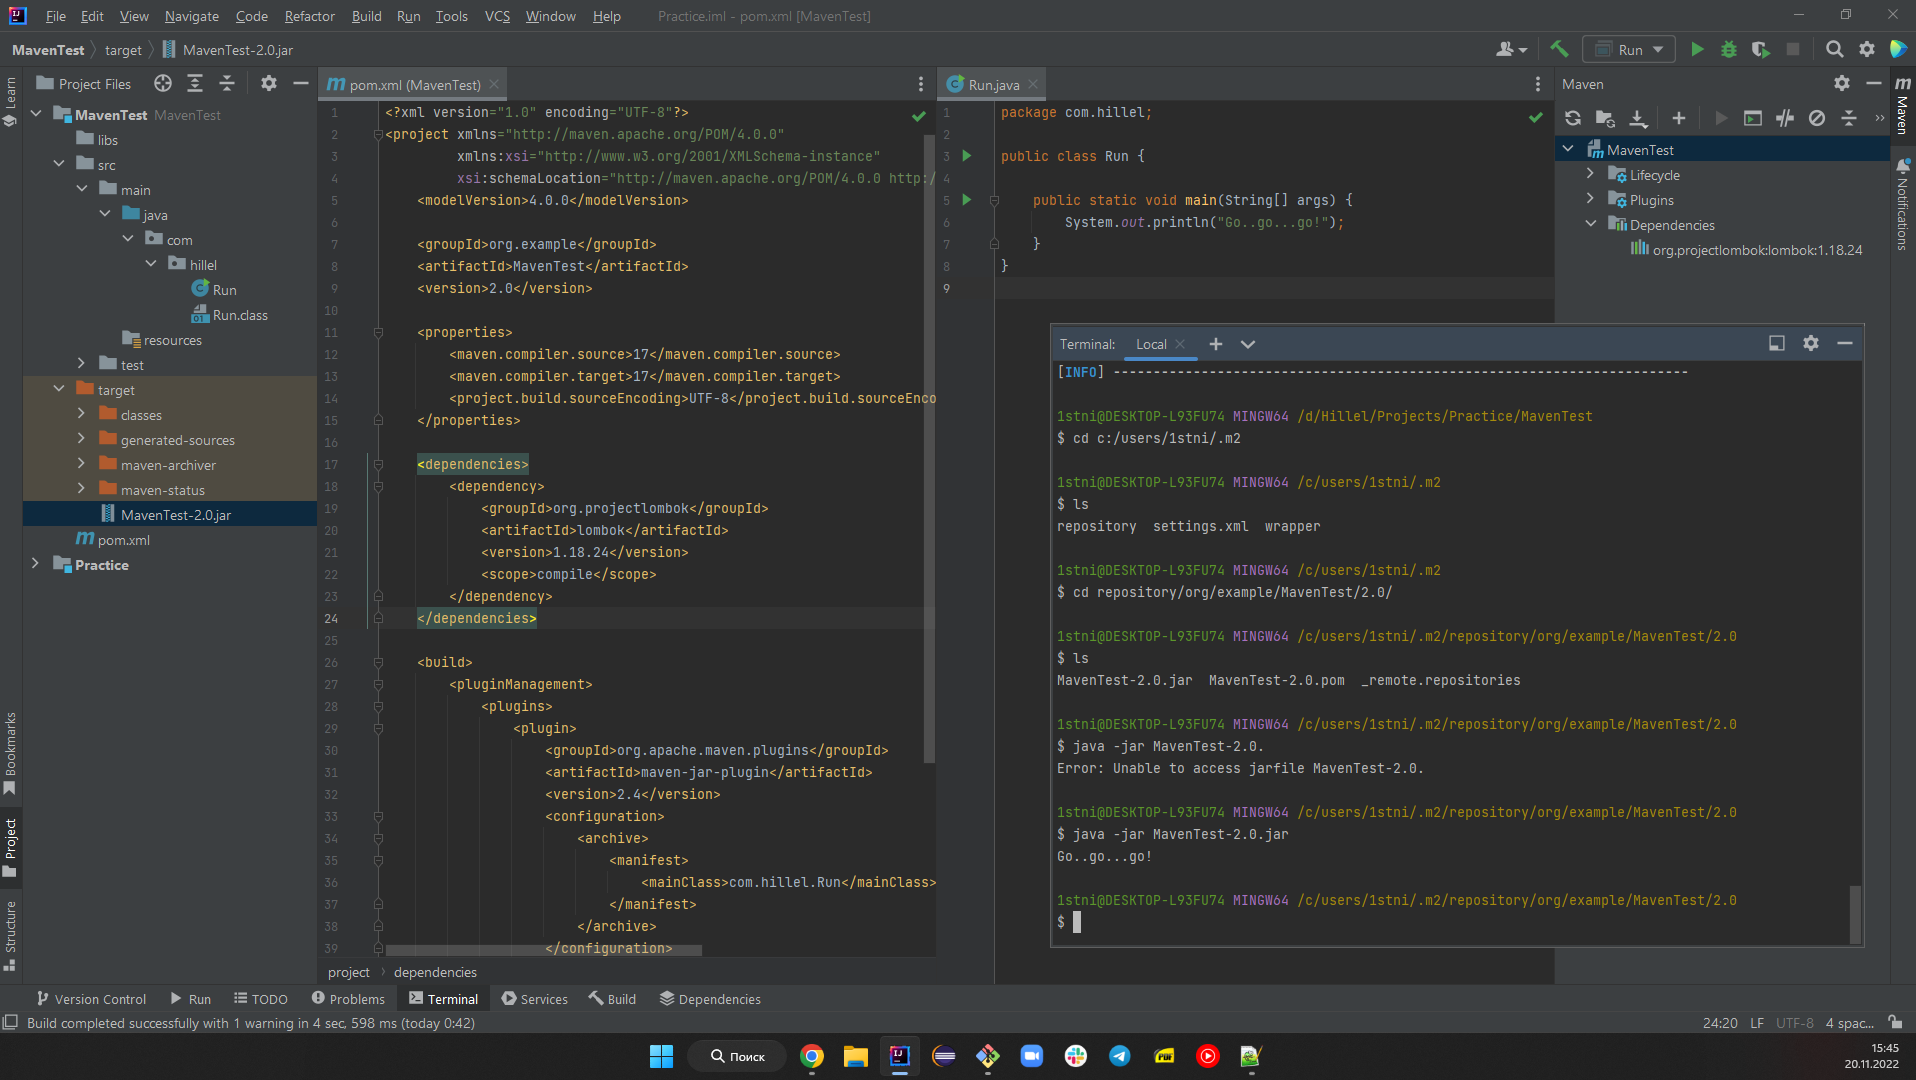 File Edit View Navigate Code Refactor Build Run Tools VCS Window Help Practice.iml - pom.xml [MavenTest]
MavenTest target MavenTest-2.0.jar
Run
Project Files
pom.xml (MavenTest)
Run.java
Maven
Learn
MavenTest MavenTest
libs
src
main
java
com
hillel
Run
Run.class
resources
test
target
classes
generated-sources
maven-archiver
maven-status
MavenTest-2.0.jar
pom.xml
Practice
Bookmarks
Project
Structure
1 <?xml version="1.0" encoding="UTF-8"?>
2 <project xmlns="http://maven.apache.org/POM/4.0.0"
3 xmlns:xsi="http://www.w3.org/2001/XMLSchema-instance"
4 xsi:schemaLocation="http://maven.apache.org/POM/4.0.0 http:/
5 <modelVersion>4.0.0</modelVersion>
6
7 <groupId>org.example</groupId>
8 <artifactId>MavenTest</artifactId>
9 <version>2.0</version>
10
11 <properties>
12 <maven.compiler.source>17</maven.compiler.source>
13 <maven.compiler.target>17</maven.compiler.target>
14 <project.build.sourceEncoding>UTF-8</project.build.sourceEnco
15 </properties>
16
17 <dependencies>
18 <dependency>
19 <groupId>org.projectlombok</groupId>
20 <artifactId>lombok</artifactId>
21 <version>1.18.24</version>
22 <scope>compile</scope>
23 </dependency>
24 </dependencies>
25
26 <build>
27 <pluginManagement>
28 <plugins>
29 <plugin>
30 <groupId>org.apache.maven.plugins</groupId>
31 <artifactId>maven-jar-plugin</artifactId>
32 <version>2.4</version>
33 <configuration>
34 <archive>
35 <manifest>
36 <mainClass>com.hillel.Run</mainClass>
37 </manifest>
38 </archive>
39 </configuration>
project dependencies
1 package com.hillel;
2
3 public class Run {
4
5 public static void main(String[] args) {
6 System.out.println("Go..go...go!");
7 }
8 }
9
MavenTest
Lifecycle
Plugins
Dependencies
org.projectlombok:lombok:1.18.24
Maven
Notifications
Terminal: Local
[INFO] ------------------------------------------------------------------------
1stni@DESKTOP-L93FU74 MINGW64 /d/Hillel/Projects/Practice/MavenTest
$ cd c:/users/1stni/.m2
1stni@DESKTOP-L93FU74 MINGW64 /c/users/1stni/.m2
$ ls
repository settings.xml wrapper
1stni@DESKTOP-L93FU74 MINGW64 /c/users/1stni/.m2
$ cd repository/org/example/MavenTest/2.0/
1stni@DESKTOP-L93FU74 MINGW64 /c/users/1stni/.m2/repository/org/example/MavenTest/2.0
$ ls
MavenTest-2.0.jar MavenTest-2.0.pom _remote.repositories
1stni@DESKTOP-L93FU74 MINGW64 /c/users/1stni/.m2/repository/org/example/MavenTest/2.0
$ java -jar MavenTest-2.0.
Error: Unable to access jarfile MavenTest-2.0.
1stni@DESKTOP-L93FU74 MINGW64 /c/users/1stni/.m2/repository/org/example/MavenTest/2.0
$ java -jar MavenTest-2.0.jar
Go..go...go!
1stni@DESKTOP-L93FU74 MINGW64 /c/users/1stni/.m2/repository/org/example/MavenTest/2.0
$
Version Control Run TODO Problems Terminal Services Build Dependencies
Build completed successfully with 1 warning in 4 sec, 598 ms (today 0:42) 24:20 LF UTF-8 4 spac...
Поиск
15:45
20.11.2022